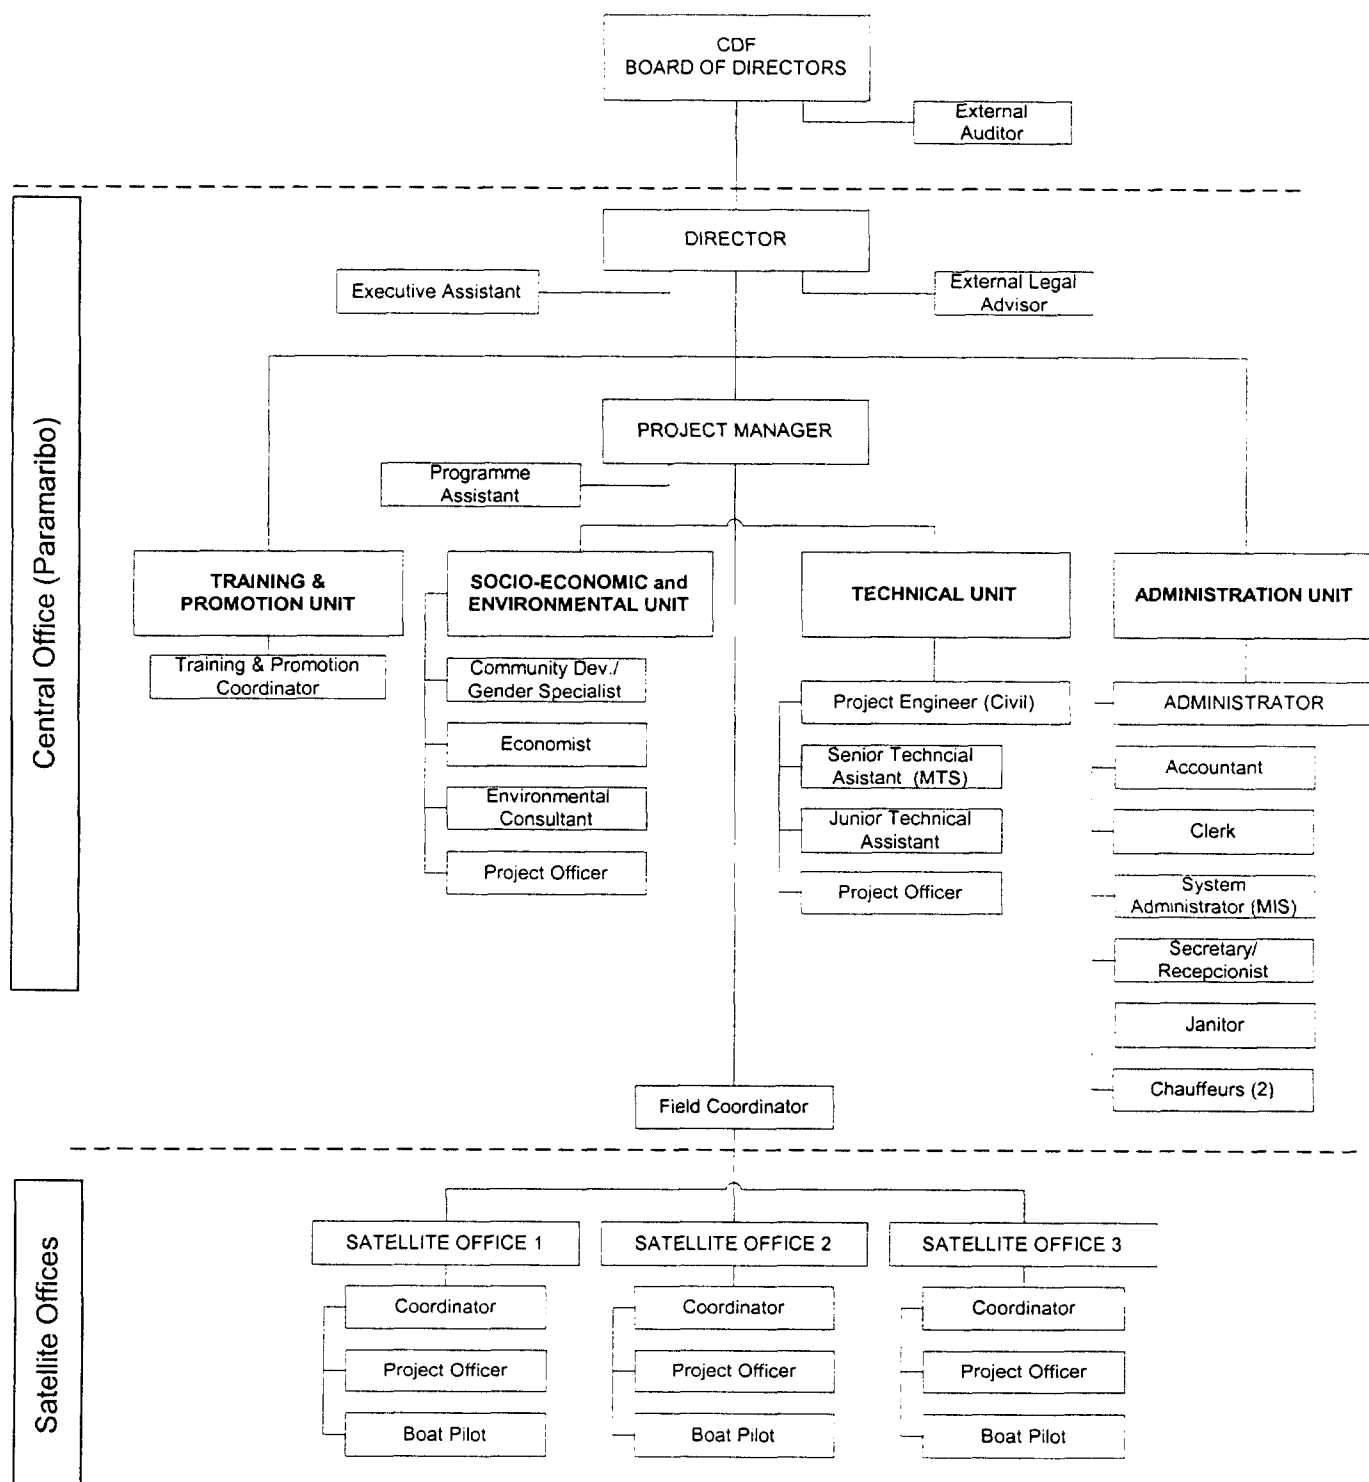 CDF
BOARD OF DIRECTORS
External
Auditor
Central Office (Paramaribo)
DIRECTOR
Executive Assistant
External Legal
Advisor
PROJECT MANAGER
Programme
Assistant
TRAINING &
PROMOTION UNIT
SOCIO-ECONOMIC and
ENVIRONMENTAL UNIT
TECHNICAL UNIT
ADMINISTRATION UNIT
Training & Promotion
Coordinator
Community Dev./
Gender Specialist
Economist
Environmental
Consultant
Project Officer
Project Engineer (Civil)
Senior Techncial
Asistant (MTS)
Junior Technical
Assistant
Project Officer
ADMINISTRATOR
Accountant
Clerk
System
Administrator (MIS)
Secretary/
Recepcionist
Janitor
Chauffeurs (2)
Field Coordinator
Satellite Offices
SATELLITE OFFICE 1
Coordinator
Project Officer
Boat Pilot
SATELLITE OFFICE 2
Coordinator
Project Officer
Boat Pilot
SATELLITE OFFICE 3
Coordinator
Project Officer
Boat Pilot